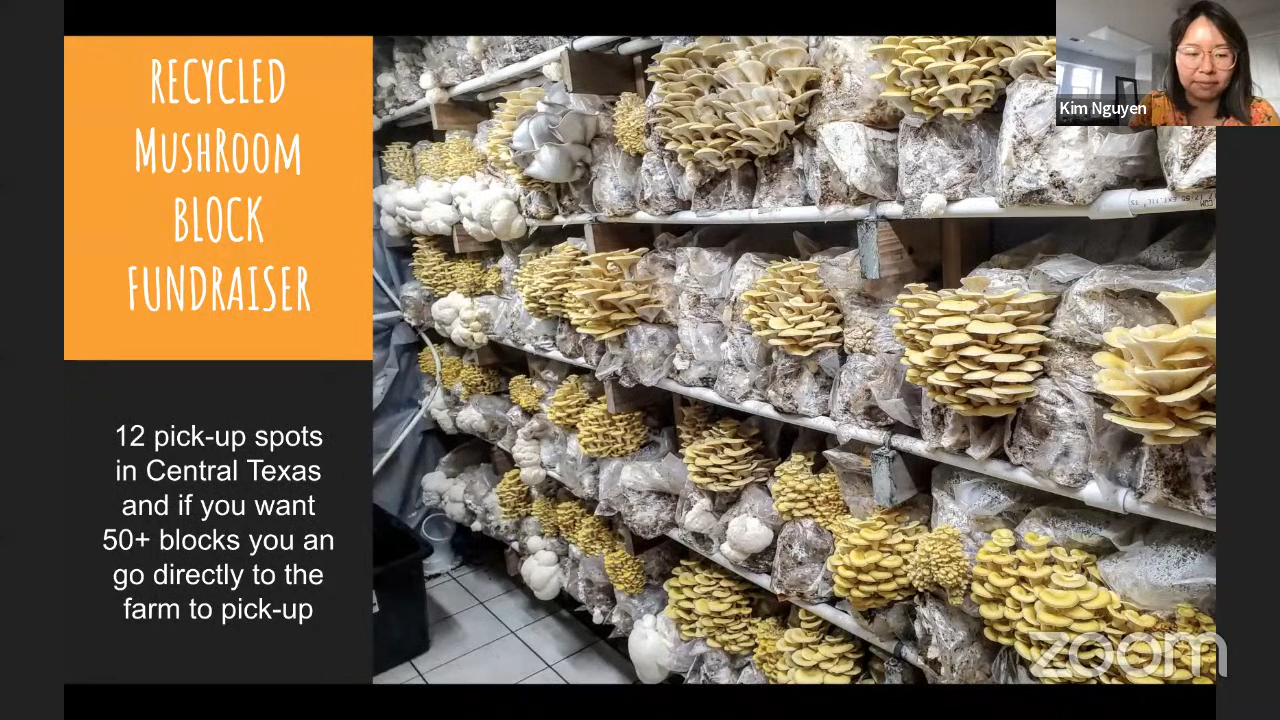 RECYCLED
MUSHROOM
BLOCK
FUNDRAISER
12 pick-up spots
in Central Texas
and if you want
50+ blocks you an
go directly to the
farm to pick-up
Kim Nguyen
zoom